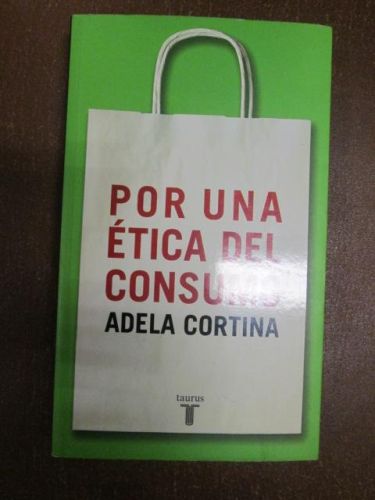 POR UNA
ÉTICA DEL
CONSUMO
ADELA CORTINA
taurus